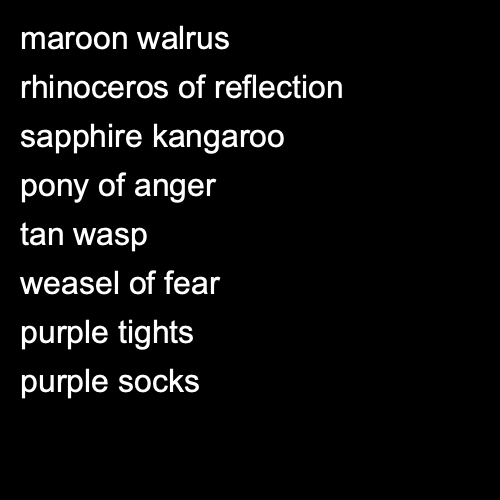 maroon walrus
rhinoceros of reflection
sapphire kangaroo
pony of anger
tan wasp
weasel of fear
purple tights
purple socks